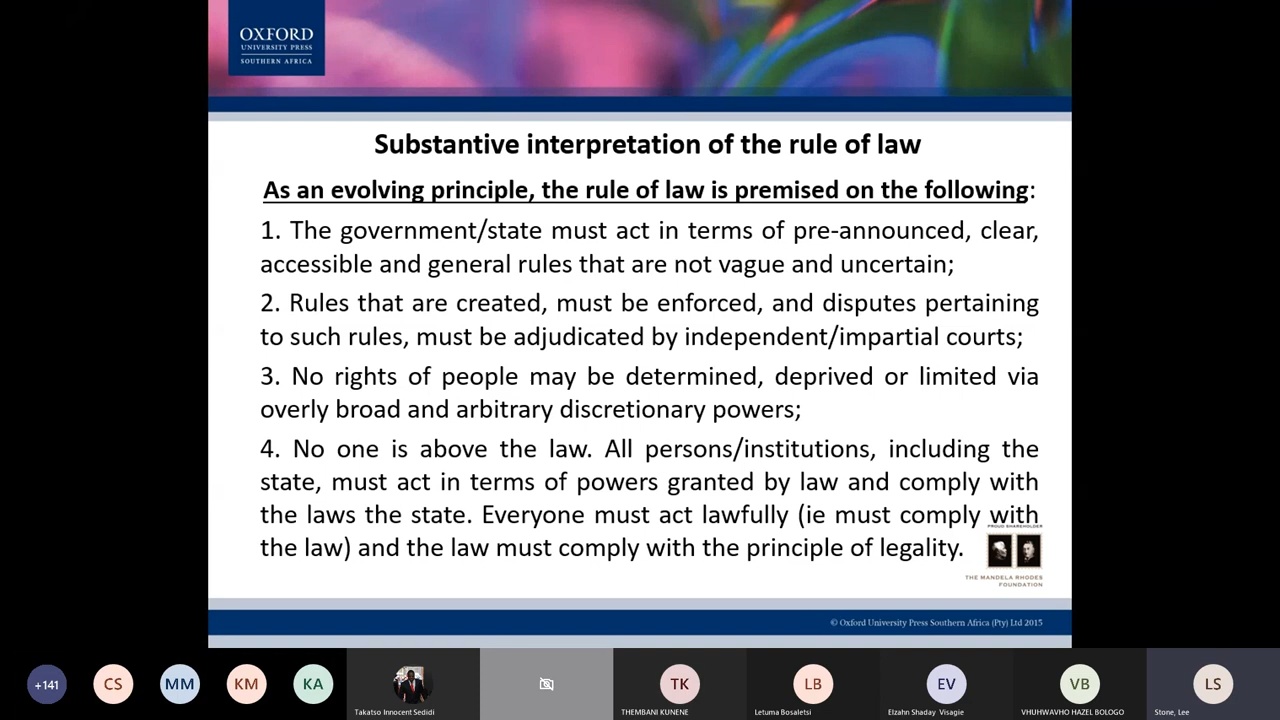 OXFORD
UNIVERSITY PRESS
SOUTHERN AFRICA
Substantive interpretation of the rule of law
As an evolving principle, the rule of law is premised on the following:
1. The government/state must act in terms of pre-announced, clear,
accessible and general rules that are not vague and uncertain;
2. Rules that are created, must be enforced, and disputes pertaining
to such rules, must be adjudicated by independent/impartial courts;
3. No rights of people may be determined, deprived or limited via
overly broad and arbitrary discretionary powers;
4. No one is above the law. All persons/institutions, including the
state, must act in terms of powers granted by law and comply with
the laws the state. Everyone must act lawfully (ie must comply with
the law) and the law must comply with the principle of legality.
PROUD SHAREHOLDER
THE MANDELA RHODES
FOUNDATION
© Oxford University Press Southern Africa (Pty) Ltd 2015
+141 CS MM KM KA TK LB EV VB LS
Takatso Innocent Sedidi THEMBANI KUNENE Letuma Bosaletsi Elzahn Shaday Visagie VHUHWAVHO HAZEL BOLOGO Stone, Lee